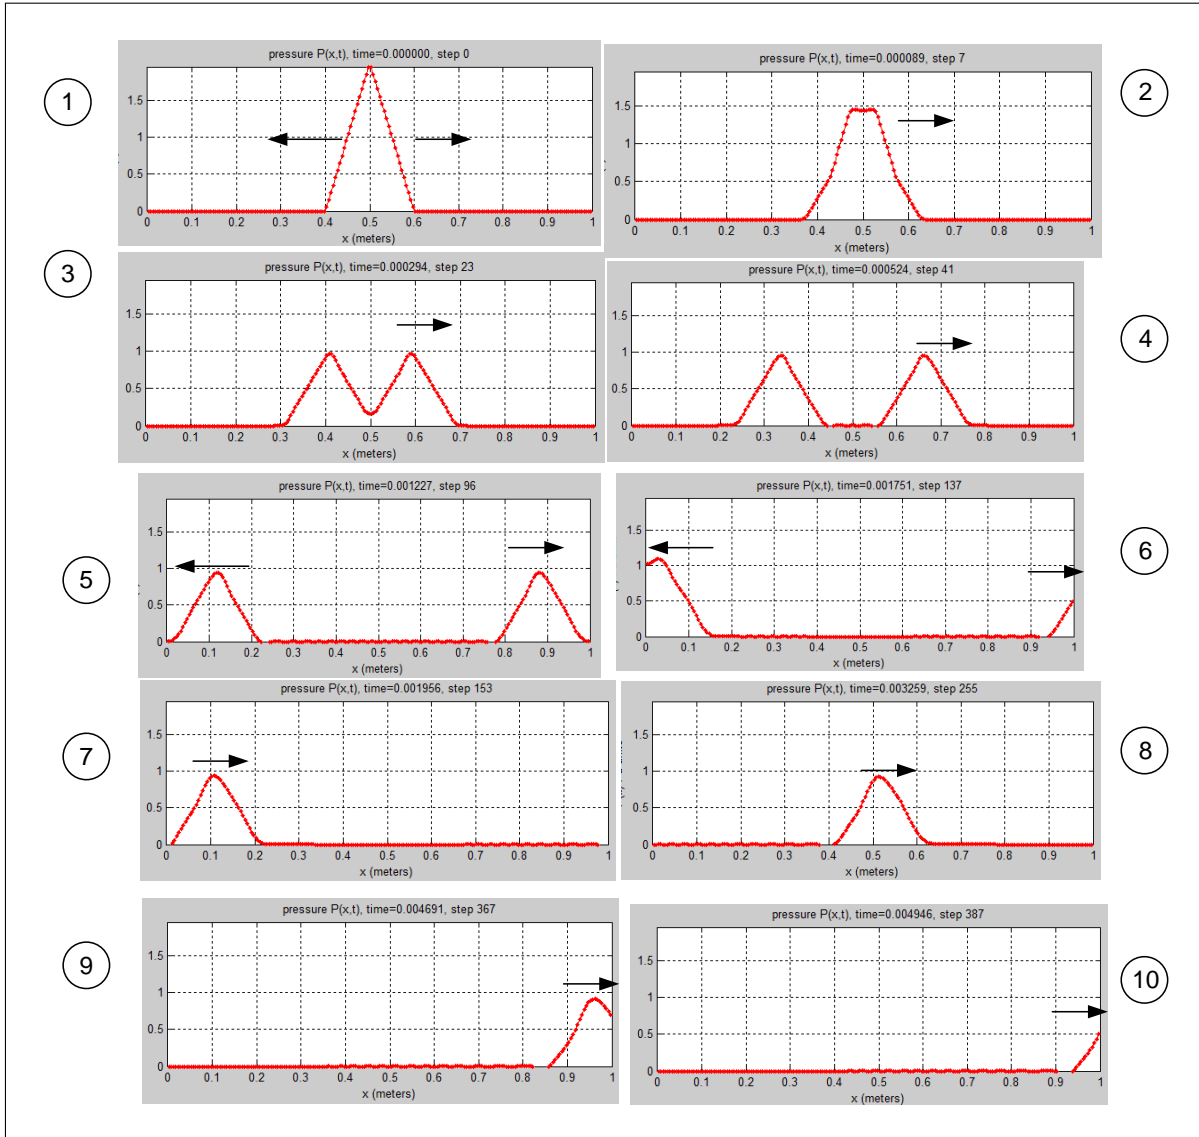 1
pressure P(x,t), time=0.000000, step 0
1.5
1
0.5
0
0 0.1 0.2 0.3 0.4 0.5 0.6 0.7 0.8 0.9 1
x (meters)
2
pressure P(x,t), time=0.000089, step 7
1.5
1
0.5
0
0 0.1 0.2 0.3 0.4 0.5 0.6 0.7 0.8 0.9 1
x (meters)
3
pressure P(x,t), time=0.000294, step 23
1.5
1
0.5
0
0 0.1 0.2 0.3 0.4 0.5 0.6 0.7 0.8 0.9 1
x (meters)
4
pressure P(x,t), time=0.000524, step 41
1.5
1
0.5
0
0 0.1 0.2 0.3 0.4 0.5 0.6 0.7 0.8 0.9 1
x (meters)
5
pressure P(x,t), time=0.001227, step 96
1.5
1
0.5
0
0 0.1 0.2 0.3 0.4 0.5 0.6 0.7 0.8 0.9 1
x (meters)
6
pressure P(x,t), time=0.001751, step 137
1.5
1
0.5
0
0 0.1 0.2 0.3 0.4 0.5 0.6 0.7 0.8 0.9 1
x (meters)
7
pressure P(x,t), time=0.001956, step 153
1.5
1
0.5
0
0 0.1 0.2 0.3 0.4 0.5 0.6 0.7 0.8 0.9 1
x (meters)
8
pressure P(x,t), time=0.003259, step 255
1.5
1
0.5
0
0 0.1 0.2 0.3 0.4 0.5 0.6 0.7 0.8 0.9 1
x (meters)
9
pressure P(x,t), time=0.004691, step 367
1.5
1
0.5
0
0 0.1 0.2 0.3 0.4 0.5 0.6 0.7 0.8 0.9 1
x (meters)
10
pressure P(x,t), time=0.004946, step 387
1.5
1
0.5
0
0 0.1 0.2 0.3 0.4 0.5 0.6 0.7 0.8 0.9 1
x (meters)